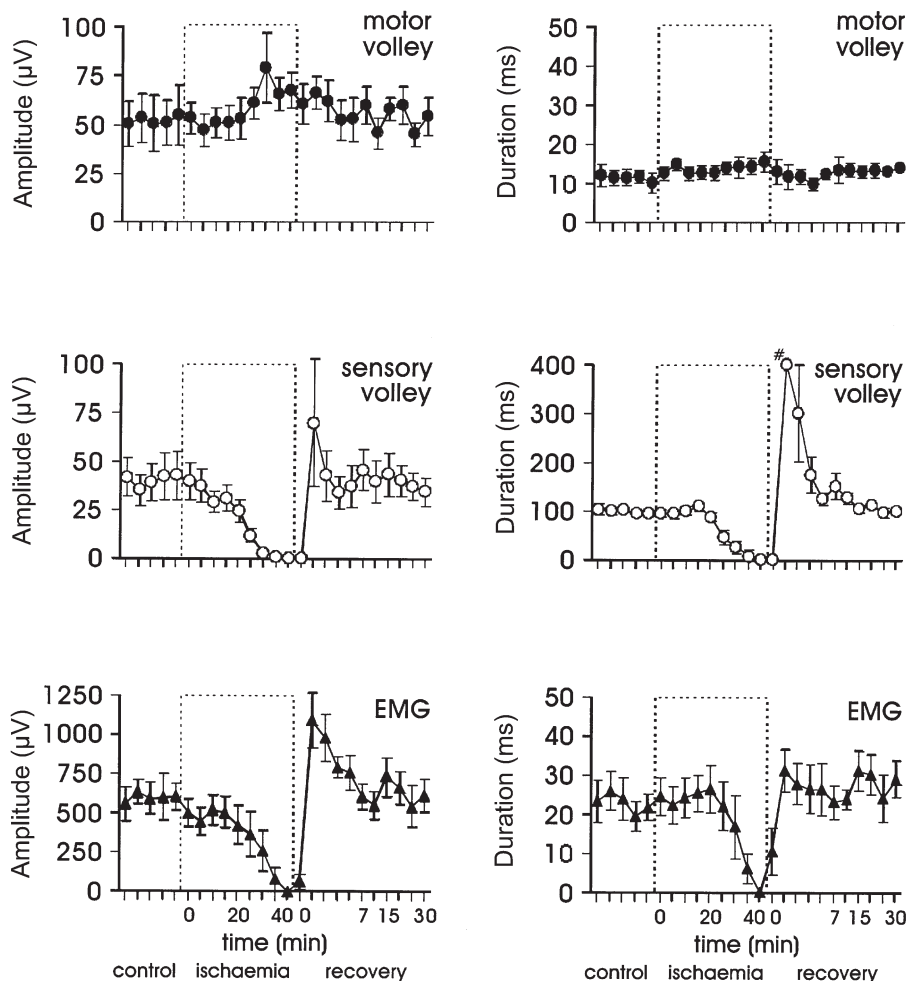 motor
volley
Amplitude (µV)
100
75
50
25
0
motor
volley
Duration (ms)
50
40
30
20
10
0
sensory
volley
Amplitude (µV)
100
75
50
25
0
#
sensory
volley
Duration (ms)
400
300
200
100
0
EMG
Amplitude (µV)
1250
1000
750
500
250
0
0 20 40 0 7 15 30
time (min)
control ischaemia recovery
EMG
Duration (ms)
50
40
30
20
10
0
0 20 40 0 7 15 30
time (min)
control ischaemia recovery